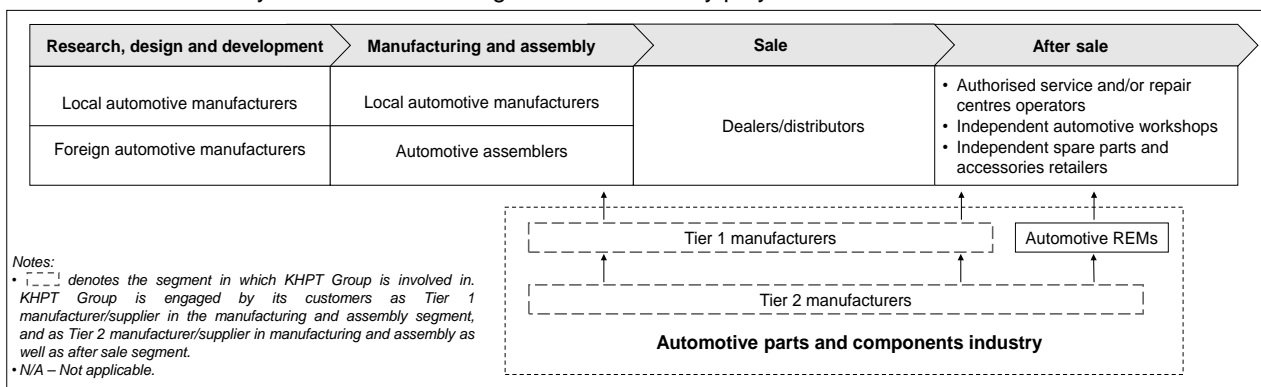 Research, design and development
Manufacturing and assembly
Sale
After sale
Local automotive manufacturers
Local automotive manufacturers
Dealers/distributors
• Authorised service and/or repair
centres operators
• Independent automotive workshops
• Independent spare parts and
accessories retailers
Foreign automotive manufacturers
Automotive assemblers
Tier 1 manufacturers
Automotive REMs
Tier 2 manufacturers
Automotive parts and components industry
Notes:
• denotes the segment in which KHPT Group is involved in.
KHPT Group is engaged by its customers as Tier 1
manufacturer/supplier in the manufacturing and assembly segment,
and as Tier 2 manufacturer/supplier in manufacturing and assembly as
well as after sale segment.
• N/A – Not applicable.